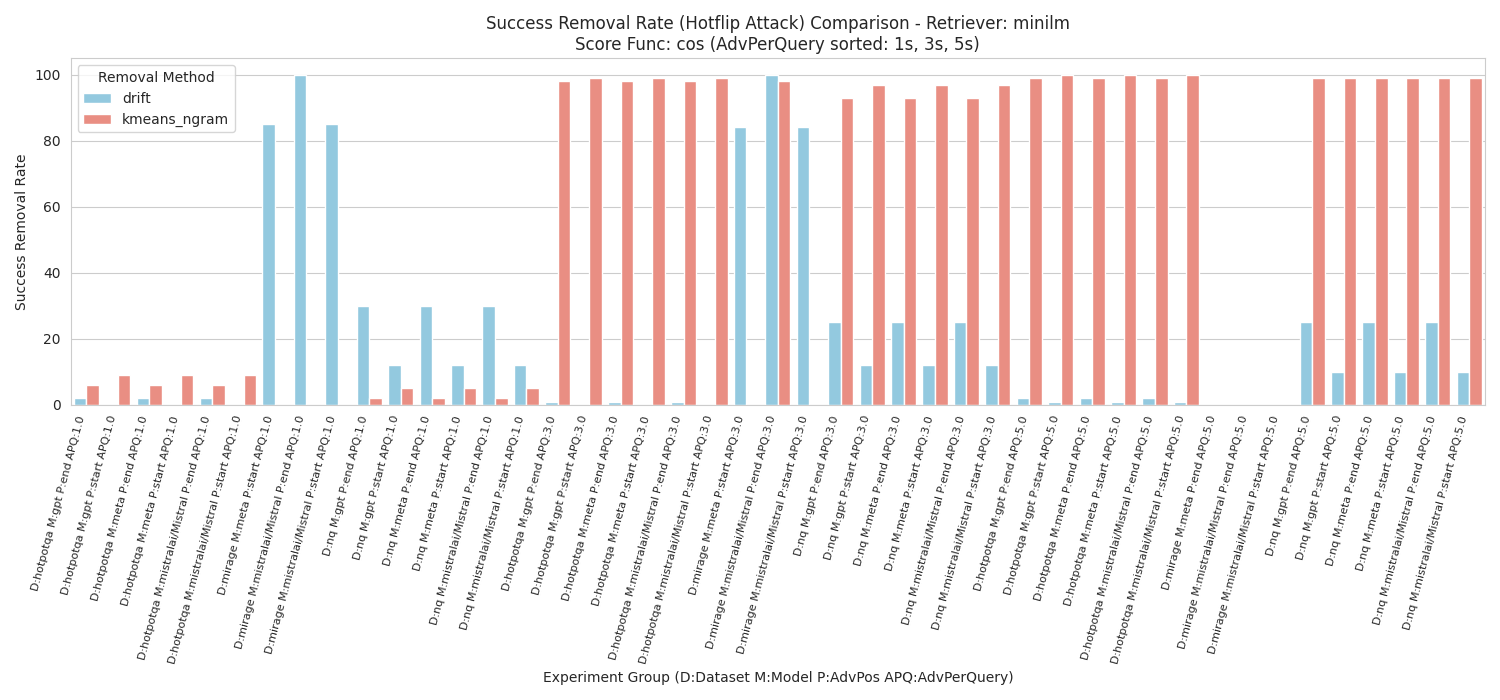 Success Removal Rate (Hotflip Attack) Comparison - Retriever: minilm
Score Func: cos (AdvPerQuery sorted: 1s, 3s, 5s)
Removal Method
drift
kmeans_ngram
Success Removal Rate
100
80
60
40
20
0
D:hotpotqa M:gpt P:end APQ:1.0
D:hotpotqa M:gpt P:start APQ:1.0
D:hotpotqa M:meta P:end APQ:1.0
D:hotpotqa M:meta P:start APQ:1.0
D:hotpotqa M:mistralai/Mistral P:end APQ:1.0
D:hotpotqa M:mistralai/Mistral P:start APQ:1.0
D:mirage M:meta P:start APQ:1.0
D:mirage M:mistralai/Mistral P:end APQ:1.0
D:mirage M:mistralai/Mistral P:start APQ:1.0
D:nq M:gpt P:end APQ:1.0
D:nq M:gpt P:start APQ:1.0
D:nq M:meta P:end APQ:1.0
D:nq M:meta P:start APQ:1.0
D:nq M:mistralai/Mistral P:end APQ:1.0
D:nq M:mistralai/Mistral P:start APQ:1.0
D:hotpotqa M:gpt P:end APQ:3.0
D:hotpotqa M:gpt P:start APQ:3.0
D:hotpotqa M:meta P:end APQ:3.0
D:hotpotqa M:meta P:start APQ:3.0
D:hotpotqa M:mistralai/Mistral P:end APQ:3.0
D:hotpotqa M:mistralai/Mistral P:start APQ:3.0
D:mirage M:meta P:start APQ:3.0
D:mirage M:mistralai/Mistral P:end APQ:3.0
D:mirage M:mistralai/Mistral P:start APQ:3.0
D:nq M:gpt P:end APQ:3.0
D:nq M:gpt P:start APQ:3.0
D:nq M:meta P:end APQ:3.0
D:nq M:meta P:start APQ:3.0
D:nq M:mistralai/Mistral P:end APQ:3.0
D:nq M:mistralai/Mistral P:start APQ:3.0
D:hotpotqa M:gpt P:end APQ:5.0
D:hotpotqa M:gpt P:start APQ:5.0
D:hotpotqa M:meta P:end APQ:5.0
D:hotpotqa M:meta P:start APQ:5.0
D:hotpotqa M:mistralai/Mistral P:end APQ:5.0
D:hotpotqa M:mistralai/Mistral P:start APQ:5.0
D:mirage M:meta P:end APQ:5.0
D:mirage M:mistralai/Mistral P:end APQ:5.0
D:mirage M:mistralai/Mistral P:start APQ:5.0
D:nq M:gpt P:end APQ:5.0
D:nq M:gpt P:start APQ:5.0
D:nq M:meta P:end APQ:5.0
D:nq M:meta P:start APQ:5.0
D:nq M:mistralai/Mistral P:end APQ:5.0
D:nq M:mistralai/Mistral P:start APQ:5.0
Experiment Group (D:Dataset M:Model P:AdvPos APQ:AdvPerQuery)